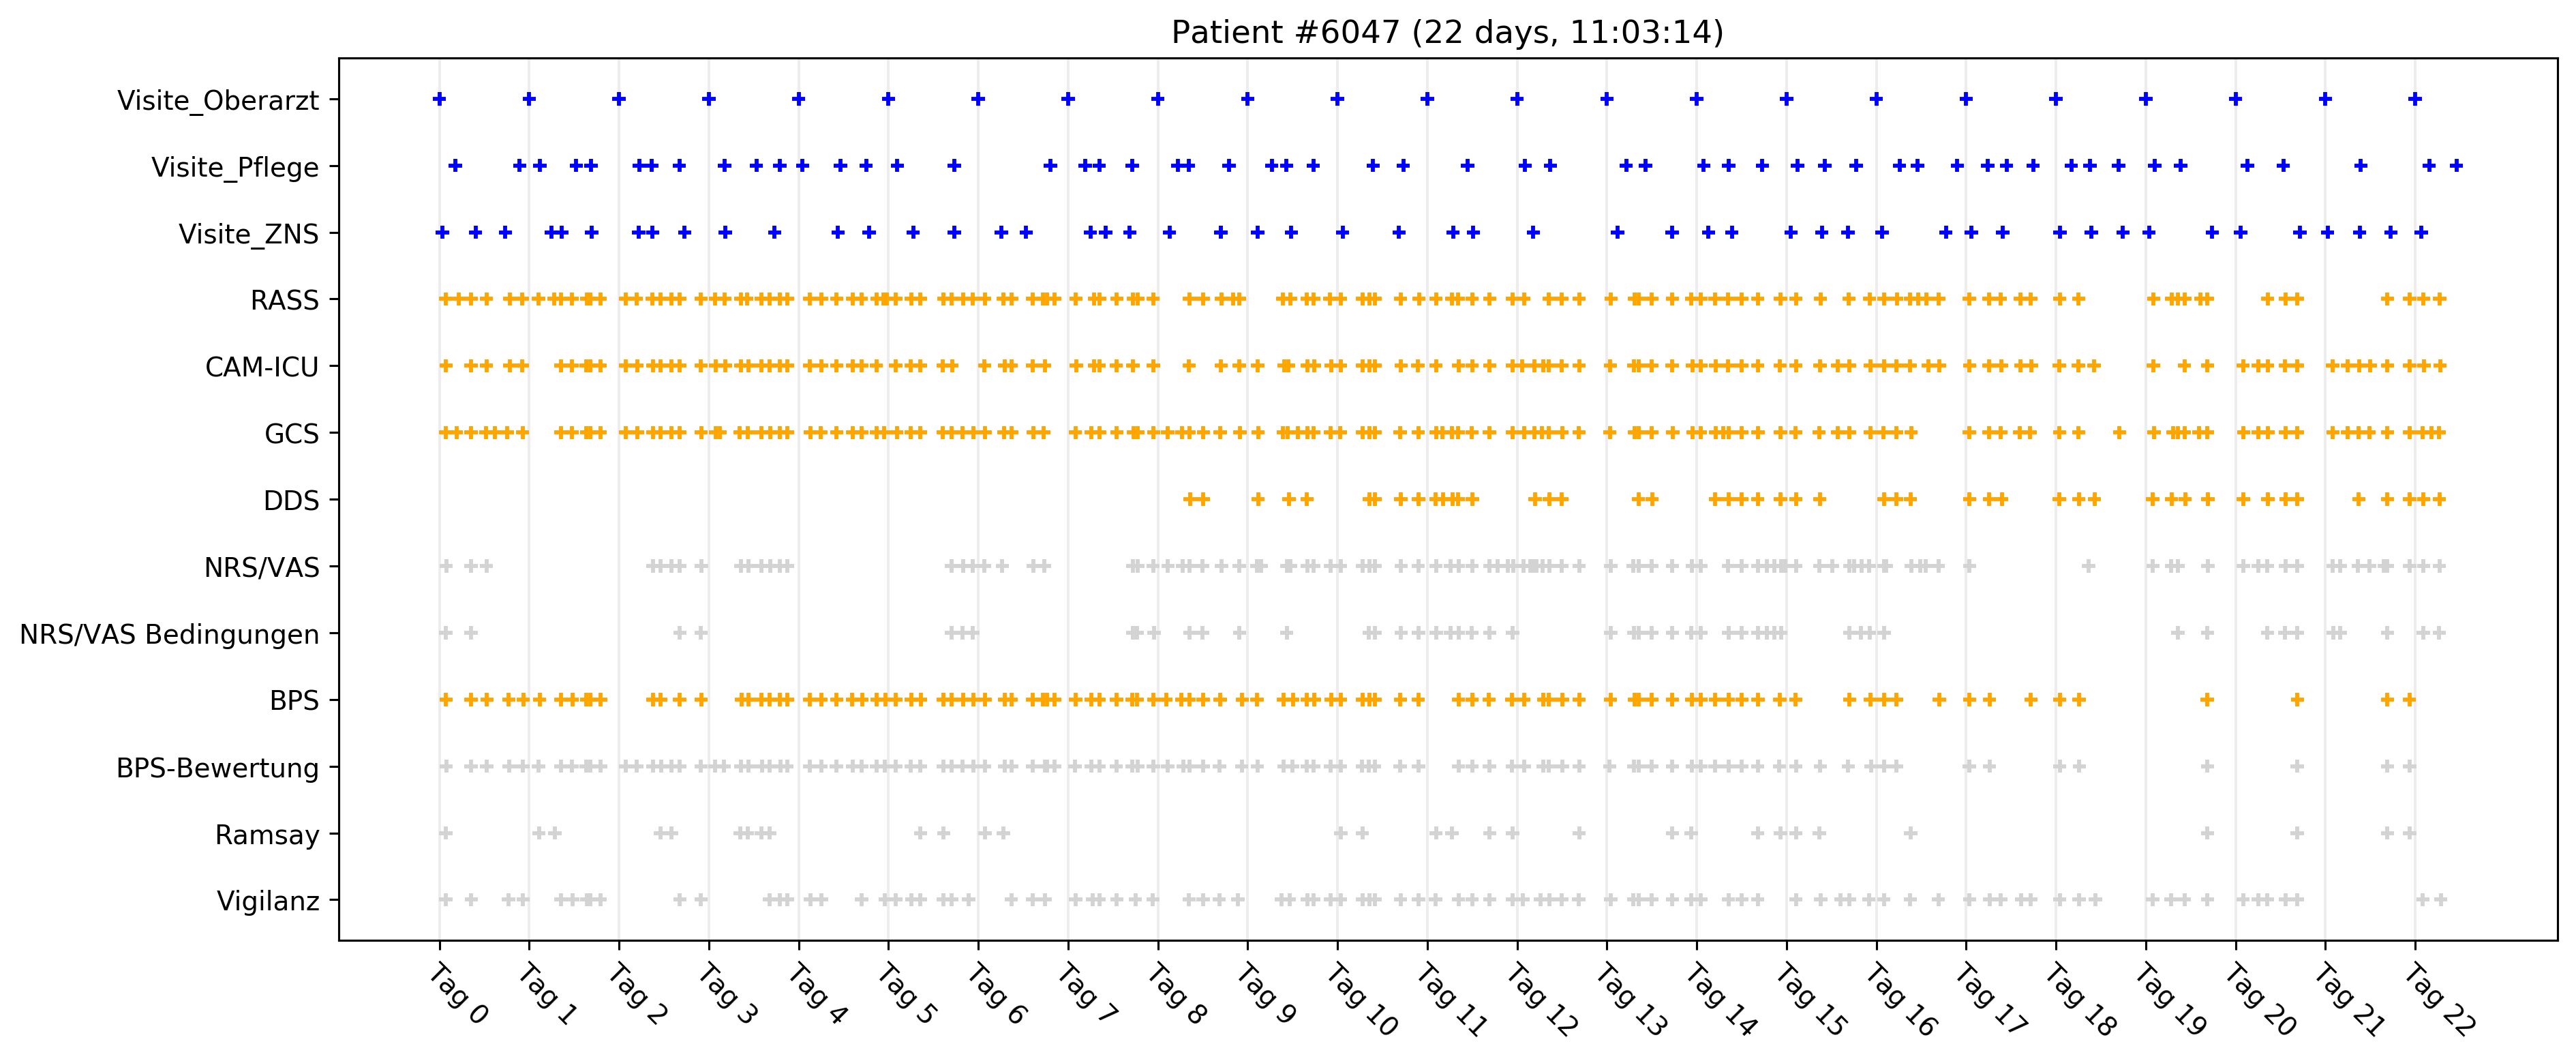 Patient #6047 (22 days, 11:03:14)
Visite_Oberarzt
Visite_Pflege
Visite_ZNS
RASS
CAM-ICU
GCS
DDS
NRS/VAS
NRS/VAS Bedingungen
BPS
BPS-Bewertung
Ramsay
Vigilanz
Tag 0
Tag 1
Tag 2
Tag 3
Tag 4
Tag 5
Tag 6
Tag 7
Tag 8
Tag 9
Tag 10
Tag 11
Tag 12
Tag 13
Tag 14
Tag 15
Tag 16
Tag 17
Tag 18
Tag 19
Tag 20
Tag 21
Tag 22